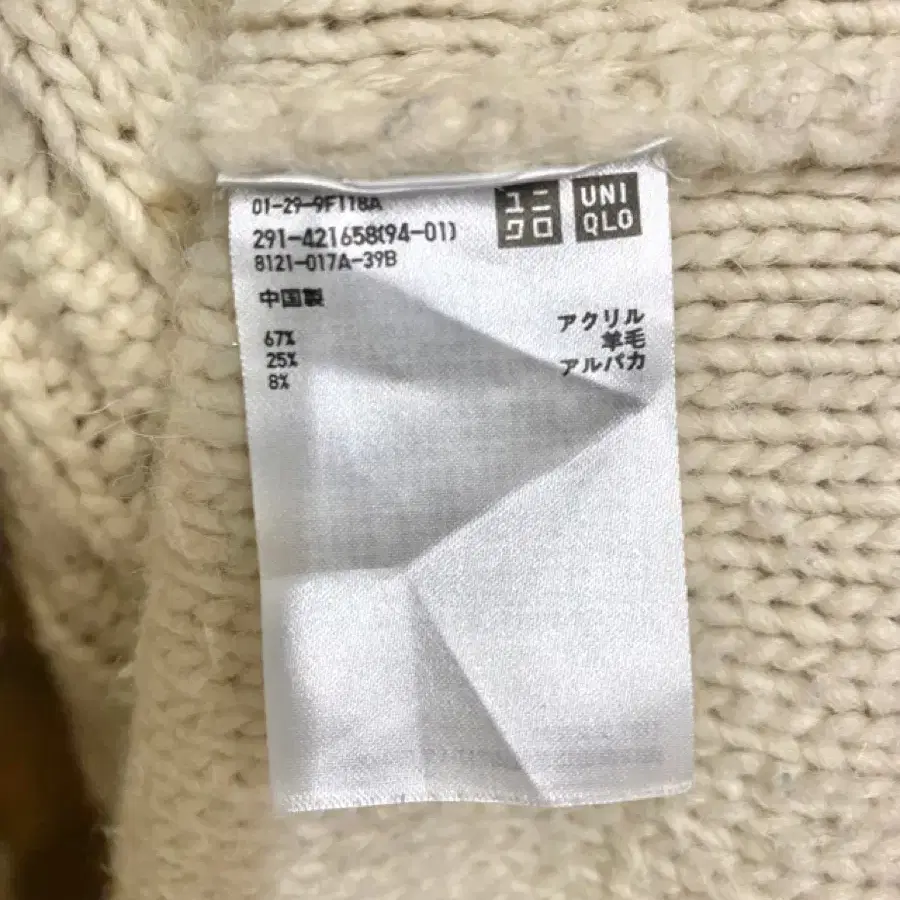 01-29-9F118A
291-421658(94-01)
8121-017A-39B
ユニ
クロ
UNI
QLO
中国製
67% アクリル
25% 羊毛
8% アルパカ